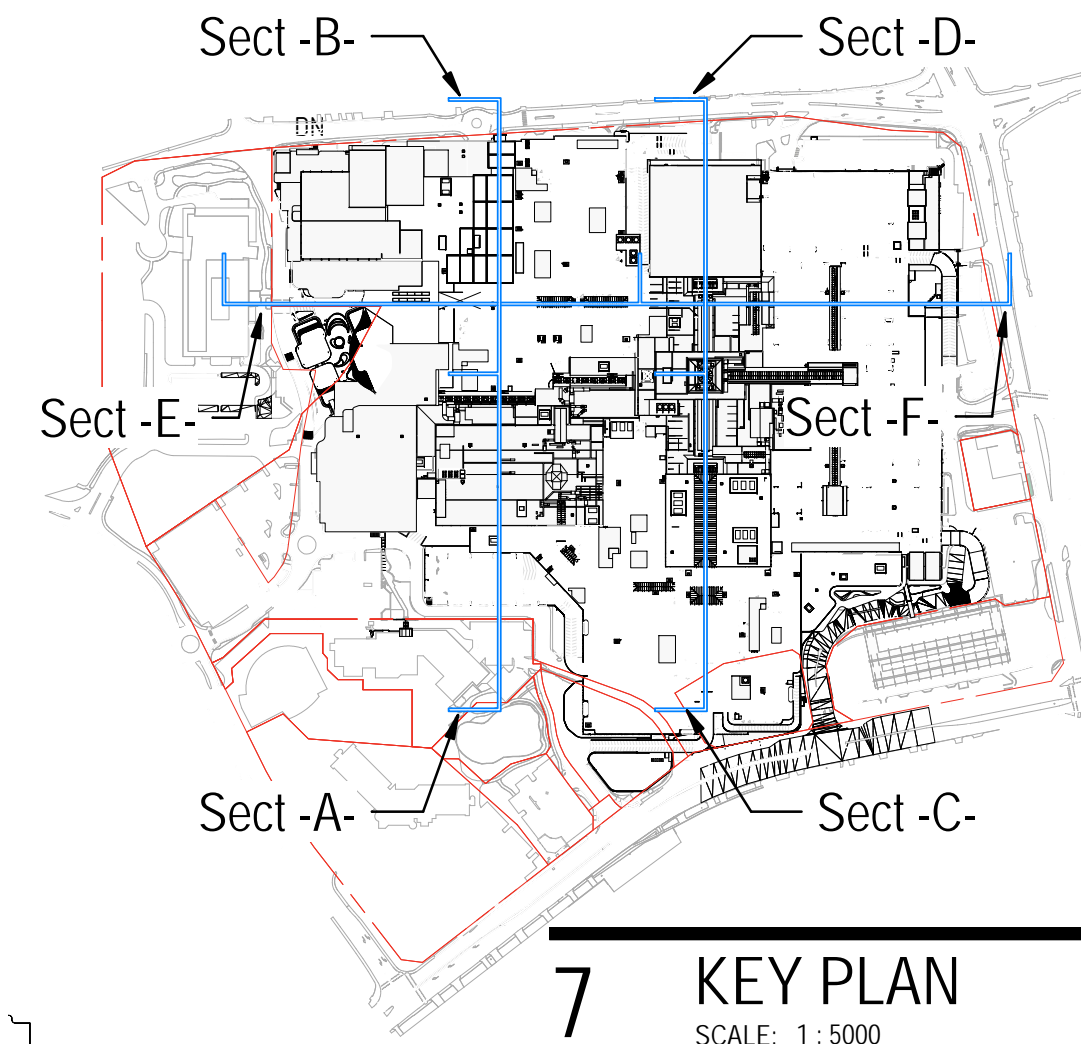 Sect -B-
Sect -D-
DN
Sect -E-
Sect -F-
Sect -A-
Sect -C-
7
KEY PLAN
SCALE: 1 : 5000